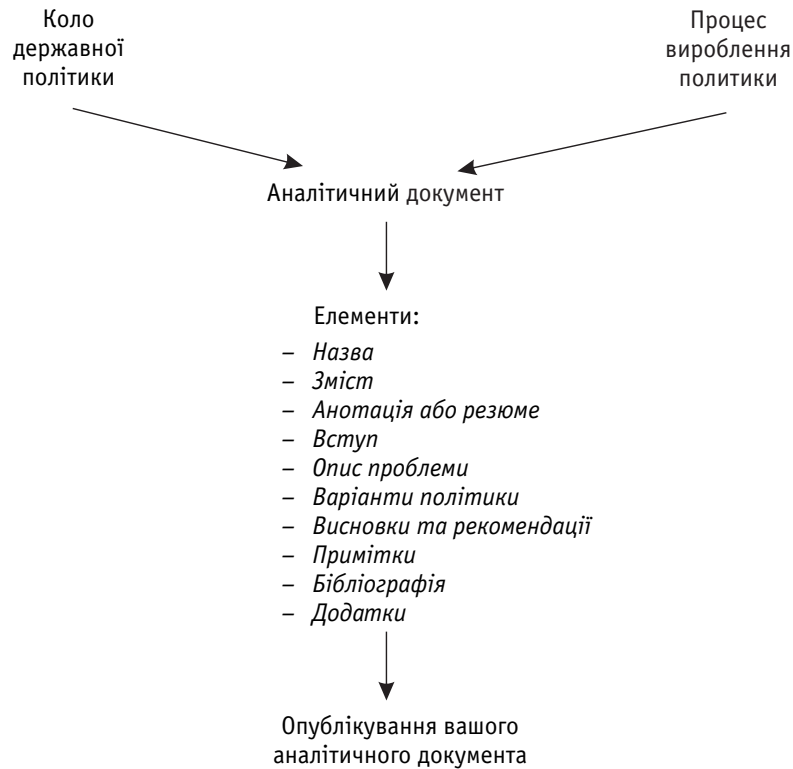 Коло
державної
політики
Процес
вироблення
политики
Аналітичний документ
Елементи:
– Назва
– Зміст
– Анотація або резюме
– Вступ
– Опис проблеми
– Варіанти політики
– Висновки та рекомендації
– Примітки
– Бібліографія
– Додатки
Опублікування вашого
аналітичного документа